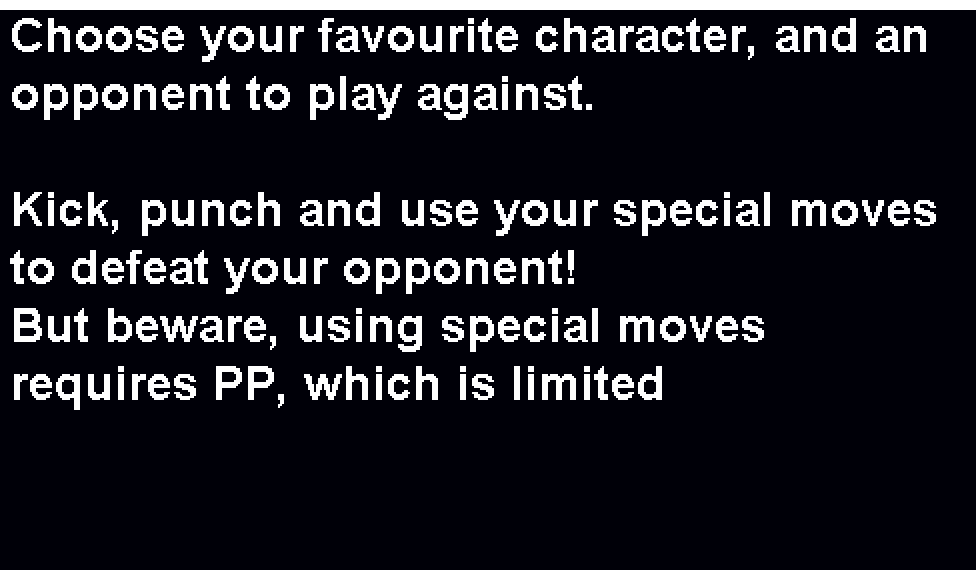 Choose your favourite character, and an
opponent to play against.
Kick, punch and use your special moves
to defeat your opponent!
But beware, using special moves
requires PP, which is limited